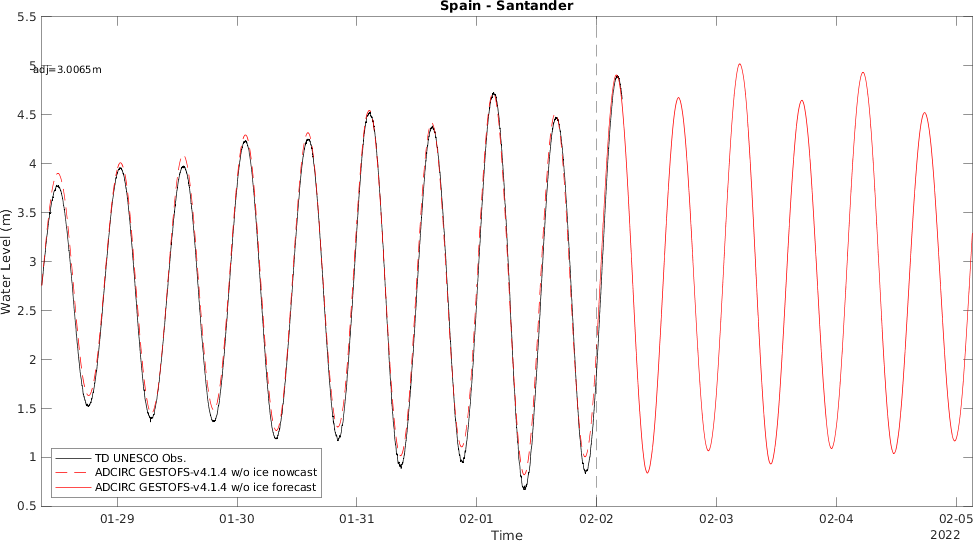 Spain - Santander
5.5
5
adj=3.0065m
4.5
4
3.5
3
2.5
2
1.5
1
0.5
Water Level (m)
TD UNESCO Obs.
ADCIRC GESTOFS-v4.1.4 w/o ice nowcast
ADCIRC GESTOFS-v4.1.4 w/o ice forecast
01-29 01-30 01-31 02-01 02-02 02-03 02-04 02-05
Time
2022